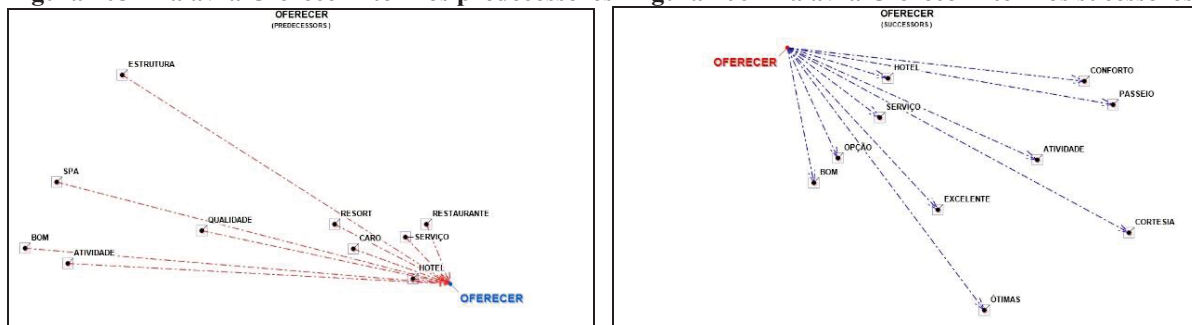 OFERECER
(PREDECESSORS)
ESTRUTURA
SPA
QUALIDADE
RESORT
RESTAURANTE
BOM
CARO
SERVIÇO
ATIVIDADE
HOTEL
OFERECER
OFERECER
(SUCCESSORS)
OFERECER
HOTEL
CONFORTO
PASSEIO
SERVIÇO
OPÇÃO
ATIVIDADE
BOM
EXCELENTE
CORTESIA
ÓTIMAS